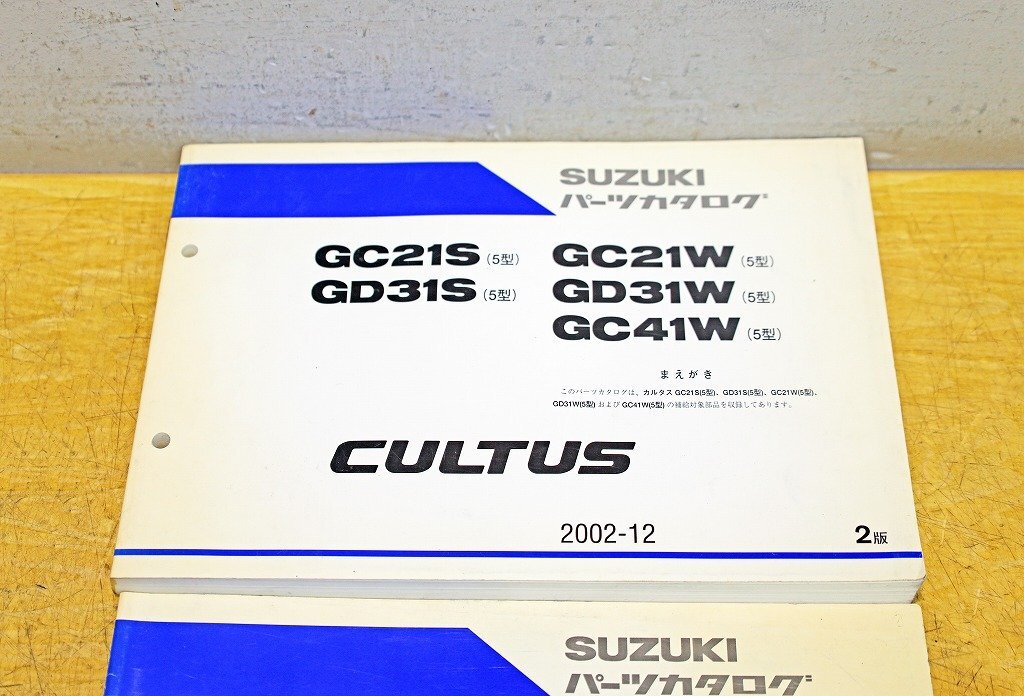 SUZUKI
パーツカタログ
GC21S (5型) GC21W (5型)
GD31S (5型) GD31W (5型)
GC41W (5型)
まえがき
このパーツカタログは、カルタス GC21S(5型)、GD31S(5型)、GC21W(5型)、
GD31W(5型) および GC41W(5型) の補給対象部品を収録してあります。
CULTUS
2002-12 2版
SUZUKI
パーツカタログ